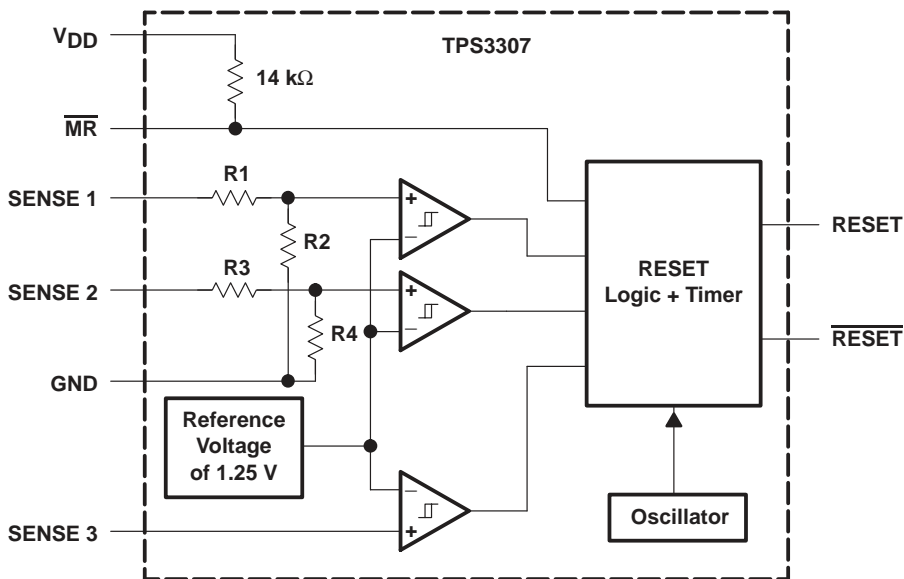 VDD
TPS3307
14 kΩ
MR
R1
SENSE 1
+
–
R2
RESET
R3
RESET
Logic + Timer
SENSE 2
+
–
R4
RESET
GND
Reference
Voltage
of 1.25 V
–
+
Oscillator
SENSE 3